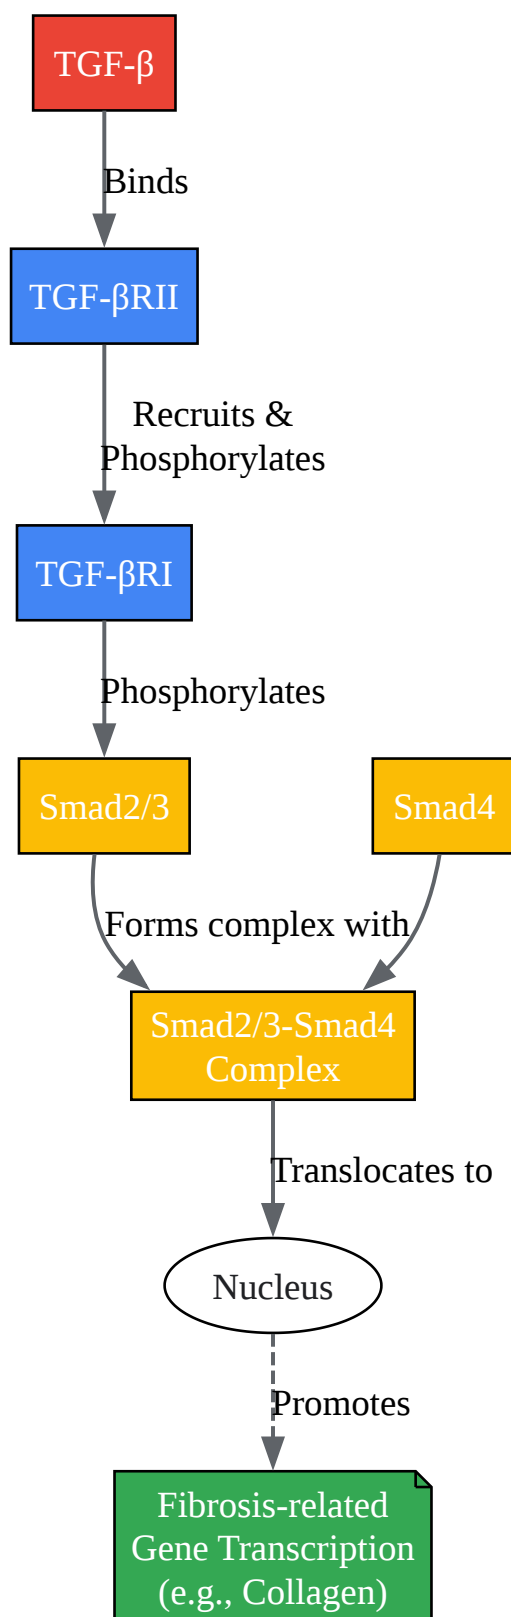 TGF-β
Binds
TGF-βRII
Recruits &
Phosphorylates
TGF-βRI
Phosphorylates
Smad2/3
Smad4
Forms complex with
Smad2/3-Smad4
Complex
Translocates to
Nucleus
Promotes
Fibrosis-related
Gene Transcription
(e.g., Collagen)